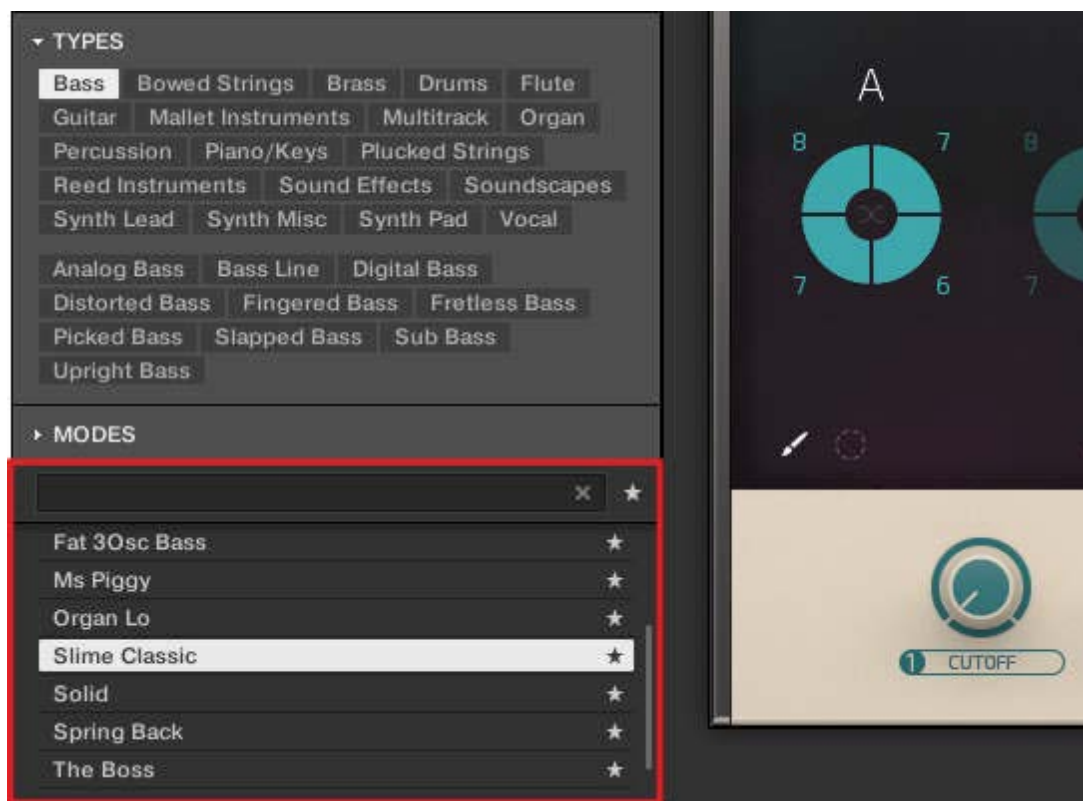 TYPES
Bass Bowed Strings Brass Drums Flute
Guitar Mallet Instruments Multitrack Organ
Percussion Piano/Keys Plucked Strings
Reed Instruments Sound Effects Soundscapes
Synth Lead Synth Misc Synth Pad Vocal
Analog Bass Bass Line Digital Bass
Distorted Bass Fingered Bass Fretless Bass
Picked Bass Slapped Bass Sub Bass
Upright Bass
MODES
Fat 3Osc Bass
Ms Piggy
Organ Lo
Slime Classic
Solid
Spring Back
The Boss
A
8 7 8
7 6 7
1 CUTOFF